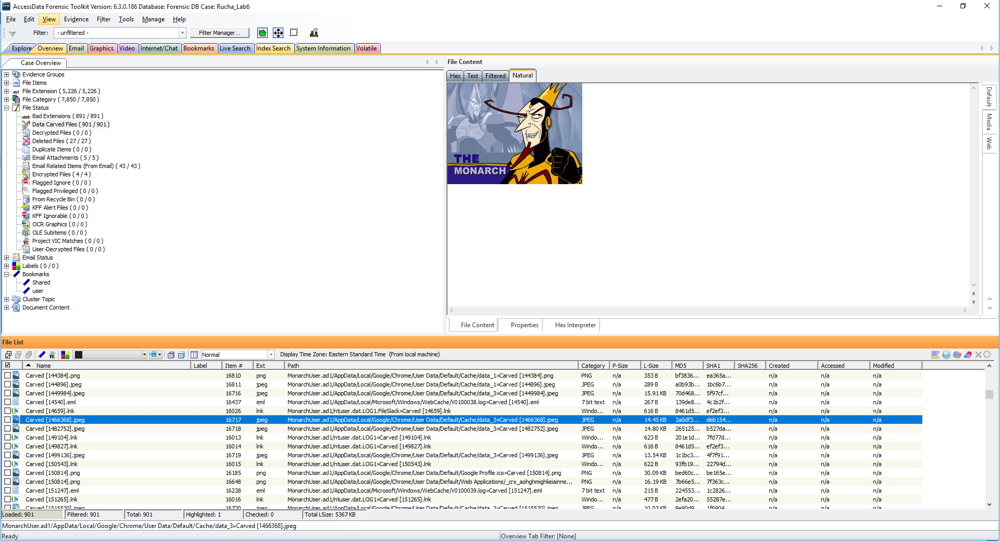 AccessData Forensic Toolkit Version: 6.3.0.186 Database: Forensic DB Case: Rucha_Lab6
File Edit View Evidence Filter Tools Manage Help
Filter: - unfiltered - Filter Manager...
Explore Overview Email Graphics Video Internet/Chat Bookmarks Live Search Index Search System Information Volatile
Case Overview
Evidence Groups
File Items
File Extension ( 5,226 / 5,226 )
File Category ( 7,850 / 7,850 )
File Status
Bad Extensions ( 891 / 891 )
Data Carved Files ( 901 / 901 )
Decrypted Files ( 0 / 0 )
Deleted Files ( 27 / 27 )
Duplicate Items ( 0 / 0 )
Email Attachments ( 5 / 5 )
Email Related Items (From Email) ( 43 / 43 )
Encrypted Files ( 4 / 4 )
Flagged Ignore ( 0 / 0 )
Flagged Privileged ( 0 / 0 )
From Recycle Bin ( 0 / 0 )
KFF Alert Files ( 0 / 0 )
KFF Ignorable ( 0 / 0 )
OCR Graphics ( 0 / 0 )
OLE Subitems ( 0 / 0 )
Project VIC Matches ( 0 / 0 )
User-Decrypted Files ( 0 / 0 )
Email Status
Labels ( 0 / 0 )
Bookmarks
Shared
user
Cluster Topic
Document Content
File Content
Hex Text Filtered Natural
THE
MONARCH
Default
Media
Web
File Content Properties Hex Interpreter
File List
Normal Display Time Zone: Eastern Standard Time (From local machine)
Name Label Item # Ext Path Category P-Size L-Size MD5 SHA1 SHA256 Created Accessed Modified
Carved [144384].png 16810 png MonarchUser.ad1/AppData/Local/Google/Chrome/User Data/Default/Cache/data_1»Carved [144384].png PNG n/a 353 B bf3836... ea365a... n/a n/a n/a
Carved [144896].jpeg 16811 jpeg MonarchUser.ad1/AppData/Local/Google/Chrome/User Data/Default/Cache/data_1»Carved [144896].jpeg JPEG n/a 289 B a0b93b... 1bc6b7... n/a n/a n/a
Carved [1449984].jpeg 16716 jpeg MonarchUser.ad1/AppData/Local/Google/Chrome/User Data/Default/Cache/data_3»Carved [1449984].jpeg JPEG n/a 15.91 KB 70d468... 5f97cf... n/a n/a n/a
Carved [14540].eml 16437 eml MonarchUser.ad1/AppData/Local/Microsoft/Windows/WebCache/V0100038.log»Carved [14540].eml 7 bit text n/a 267 B 139de8... 4c1b2f... n/a n/a n/a
Carved [14659].lnk 16026 lnk MonarchUser.ad1/ntuser.dat.LOG1.FileSlack»Carved [14659].lnk Windo... n/a 616 B 8461d5... ef2ef3... n/a n/a n/a
Carved [1466368].jpeg 16717 jpeg MonarchUser.ad1/AppData/Local/Google/Chrome/User Data/Default/Cache/data_3»Carved [1466368].jpeg JPEG n/a 14.45 KB 2a0df3... deb154... n/a n/a n/a
Carved [1482752].jpeg 16718 jpeg MonarchUser.ad1/AppData/Local/Google/Chrome/User Data/Default/Cache/data_3»Carved [1482752].jpeg JPEG n/a 14.80 KB 265125... b527da... n/a n/a n/a
Carved [149104].lnk 16013 lnk MonarchUser.ad1/ntuser.dat.LOG1»Carved [149104].lnk Windo... n/a 623 B 201e1d... 7fd77d... n/a n/a n/a
Carved [149827].lnk 16014 lnk MonarchUser.ad1/ntuser.dat.LOG1»Carved [149827].lnk Windo... n/a 616 B 8461d5... ef2ef3... n/a n/a n/a
Carved [1499136].jpeg 16719 jpeg MonarchUser.ad1/AppData/Local/Google/Chrome/User Data/Default/Cache/data_3»Carved [1499136].jpeg JPEG n/a 13.54 KB 1c1bc3... 4f7f91... n/a n/a n/a
Carved [150543].lnk 16015 lnk MonarchUser.ad1/ntuser.dat.LOG1»Carved [150543].lnk Windo... n/a 622 B 93fb19... 22794d... n/a n/a n/a
Carved [150814].png 16185 png MonarchUser.ad1/AppData/Local/Google/Chrome/User Data/Default/Google Profile.ico»Carved [150814].png PNG n/a 30.09 KB bed60c... be165e... n/a n/a n/a
Carved [150814].png 16648 png MonarchUser.ad1/AppData/Local/Google/Chrome/User Data/Default/Web Applications/_crx_aohghmighlieiainne... PNG n/a 16.19 KB 7b66e5... 7f363c... n/a n/a n/a
Carved [151247].eml 16238 eml MonarchUser.ad1/AppData/Local/Microsoft/Windows/WebCache/V0100039.log»Carved [151247].eml 7 bit text n/a 215 B 224553... 1c2826... n/a n/a n/a
Carved [151265].lnk 16016 lnk MonarchUser.ad1/ntuser.dat.LOG1»Carved [151265].lnk Windo... n/a 477 B 2efa20... 55287e... n/a n/a n/a
Carved [1515520].jpeg 16720 jpeg MonarchUser.ad1/AppData/Local/Google/Chrome/User Data/Default/Cache/data_3»Carved [1515520].jpeg JPEG n/a 10.03 KB 9e90d9... 1f6904... n/a n/a n/a
Loaded: 901 Filtered: 901 Total: 901 Highlighted: 1 Checked: 0 Total LSize: 5367 KB
MonarchUser.ad1/AppData/Local/Google/Chrome/User Data/Default/Cache/data_3»Carved [1466368].jpeg
Ready Overview Tab Filter: [None]